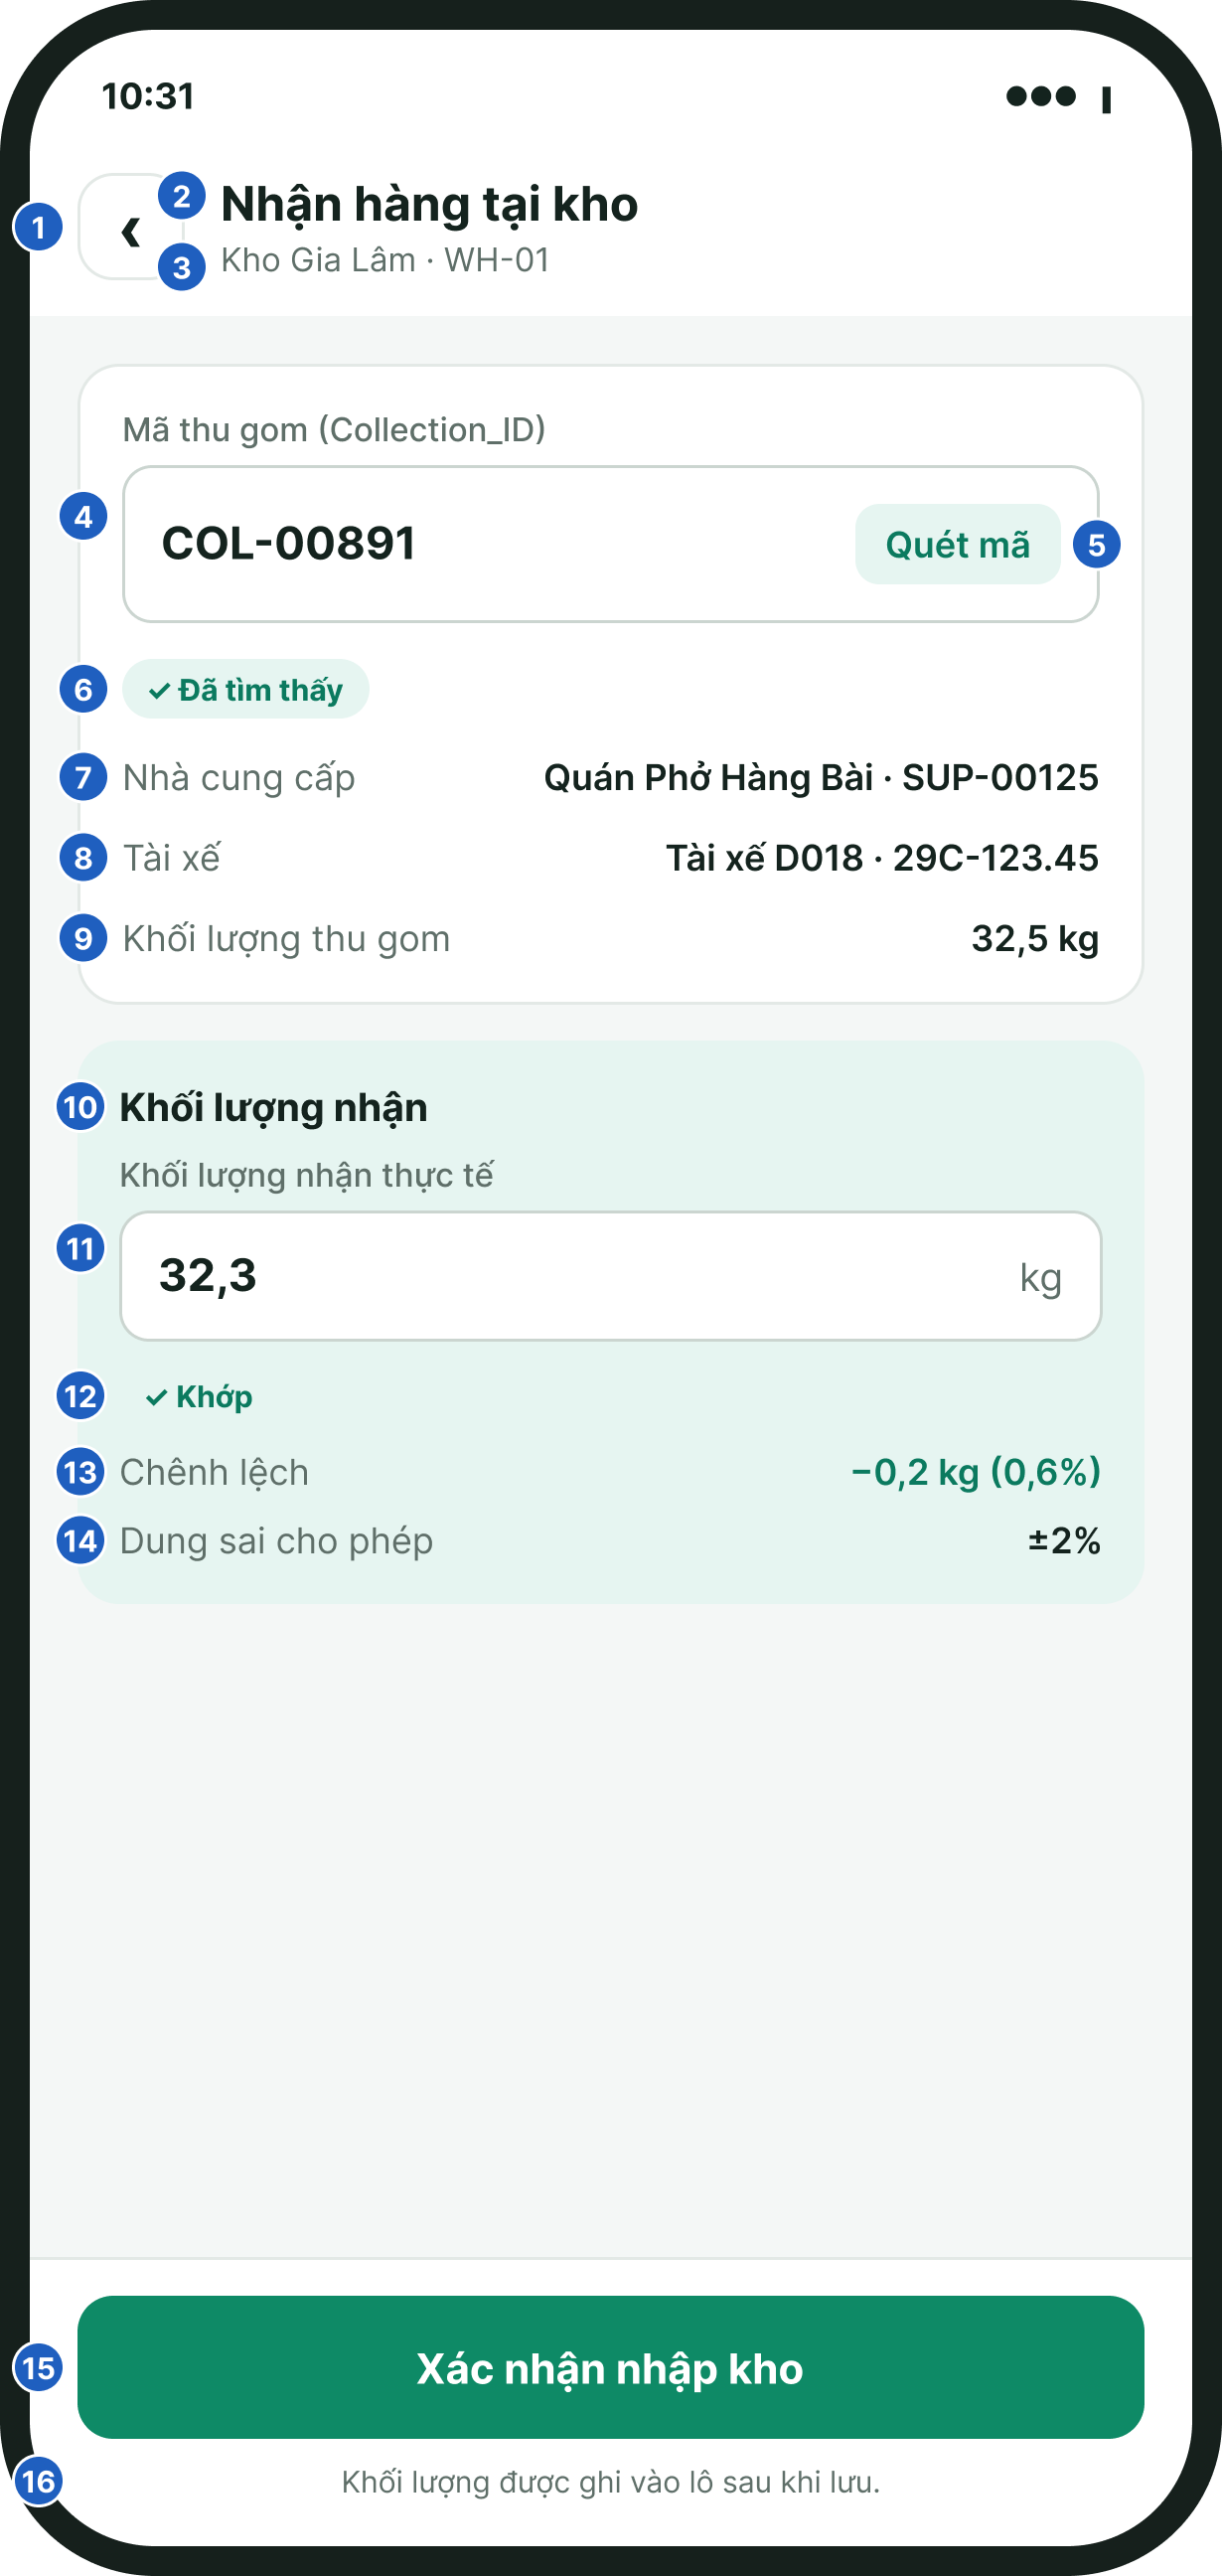 10:31
1
‹
2
Nhận hàng tại kho
3
Kho Gia Lâm · WH-01
Mã thu gom (Collection_ID)
4
COL-00891
Quét mã
5
6
✓ Đã tìm thấy
7 Nhà cung cấp Quán Phở Hàng Bài · SUP-00125
8 Tài xế Tài xế D018 · 29C-123.45
9 Khối lượng thu gom 32,5 kg
10 Khối lượng nhận
Khối lượng nhận thực tế
11
32,3 kg
12 ✓ Khớp
13 Chênh lệch −0,2 kg (0,6%)
14 Dung sai cho phép ±2%
15 Xác nhận nhập kho
16 Khối lượng được ghi vào lô sau khi lưu.